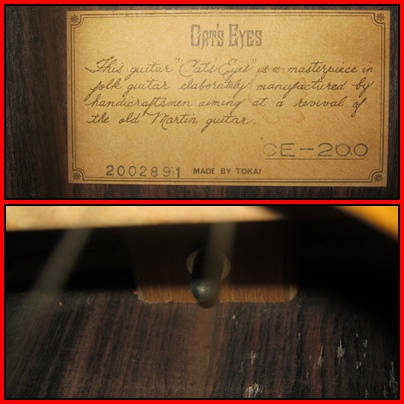 CAT'S EYES
This guitar "Cat's Eyes" is a masterpiece in
folk guitar elaborately manufactured by
handicraftsmen aiming at a revival of
the old Martin guitar.
CE-200
2002891 MADE BY TOKAI